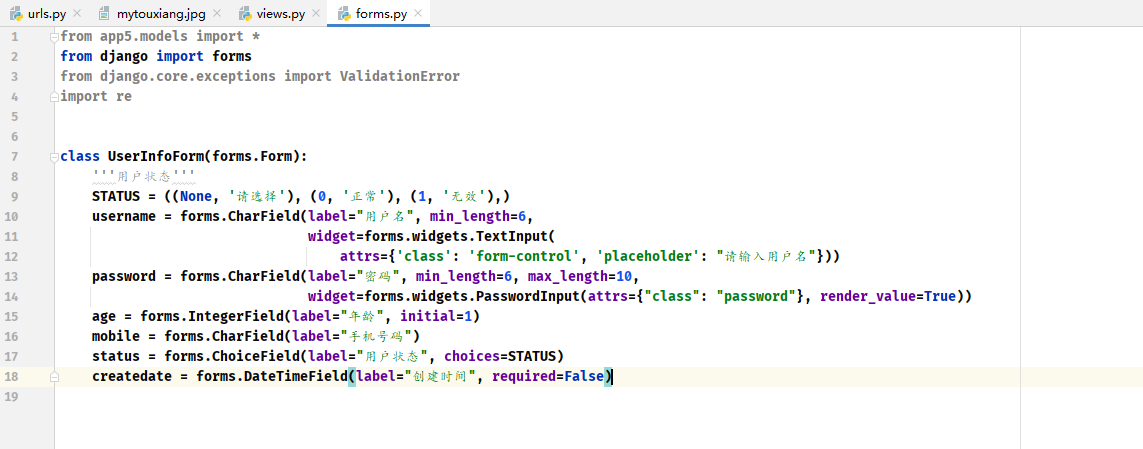 urls.py mytouxiang.jpg views.py forms.py
1 from app5.models import *
2 from django import forms
3 from django.core.exceptions import ValidationError
4 import re
5
6
7 class UserInfoForm(forms.Form):
8     '''用户状态'''
9     STATUS = ((None, '请选择'), (0, '正常'), (1, '无效'),)
10     username = forms.CharField(label="用户名", min_length=6,
11                                widget=forms.widgets.TextInput(
12                                    attrs={'class': 'form-control', 'placeholder': "请输入用户名"}))
13     password = forms.CharField(label="密码", min_length=6, max_length=10,
14                                widget=forms.widgets.PasswordInput(attrs={"class": "password"}, render_value=True))
15     age = forms.IntegerField(label="年龄", initial=1)
16     mobile = forms.CharField(label="手机号码")
17     status = forms.ChoiceField(label="用户状态", choices=STATUS)
18     createdate = forms.DateTimeField(label="创建时间", required=False)
19